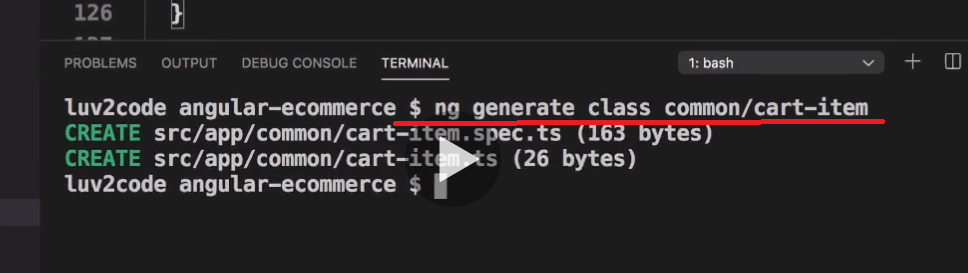 126 }
PROBLEMS OUTPUT DEBUG CONSOLE TERMINAL 1: bash
luv2code angular-ecommerce $ ng generate class common/cart-item
CREATE src/app/common/cart-item.spec.ts (163 bytes)
CREATE src/app/common/cart-item.ts (26 bytes)
luv2code angular-ecommerce $